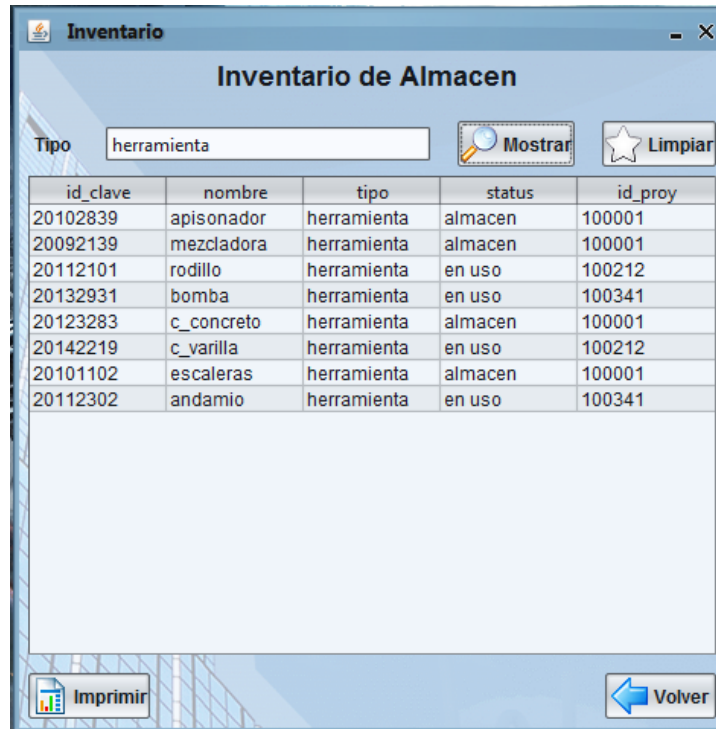 Inventario
Inventario de Almacen
Tipo herramienta Mostrar Limpiar
id_clave nombre tipo status id_proy
20102839 apisonador herramienta almacen 100001
20092139 mezcladora herramienta almacen 100001
20112101 rodillo herramienta en uso 100212
20132931 bomba herramienta en uso 100341
20123283 c_concreto herramienta almacen 100001
20142219 c_varilla herramienta en uso 100212
20101102 escaleras herramienta almacen 100001
20112302 andamio herramienta en uso 100341
Imprimir Volver